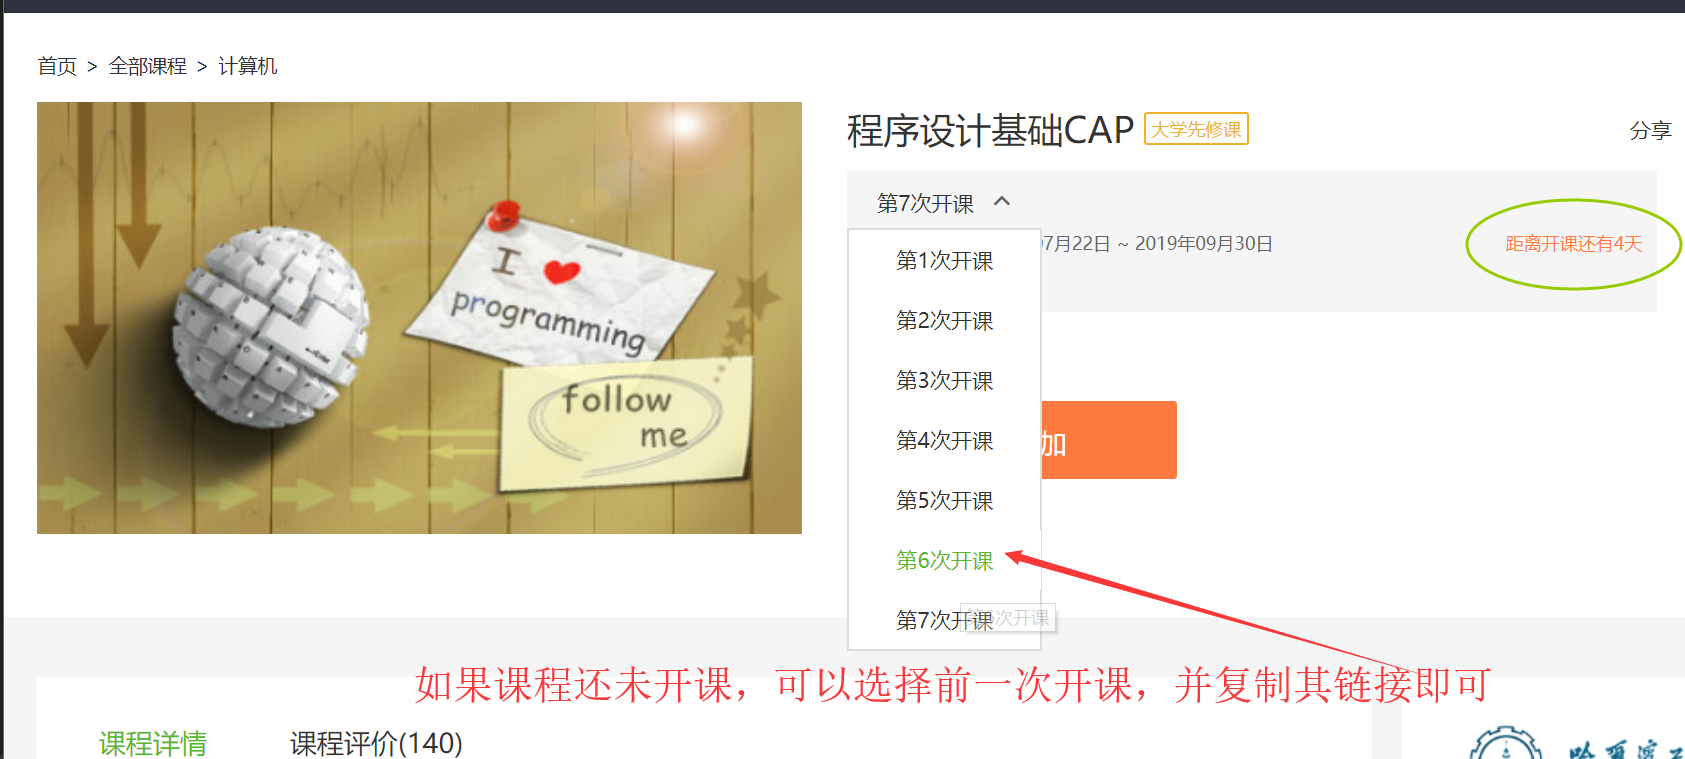 首页 > 全部课程 > 计算机
程序设计基础CAP 大学先修课
分享
第7次开课
07月22日 ~ 2019年09月30日
距离开课还有4天
第1次开课
第2次开课
第3次开课
第4次开课
加
第5次开课
第6次开课
第7次开课
第6次开课
I
programming
follow
me
如果课程还未开课，可以选择前一次开课，并复制其链接即可
课程详情
课程评价(140)